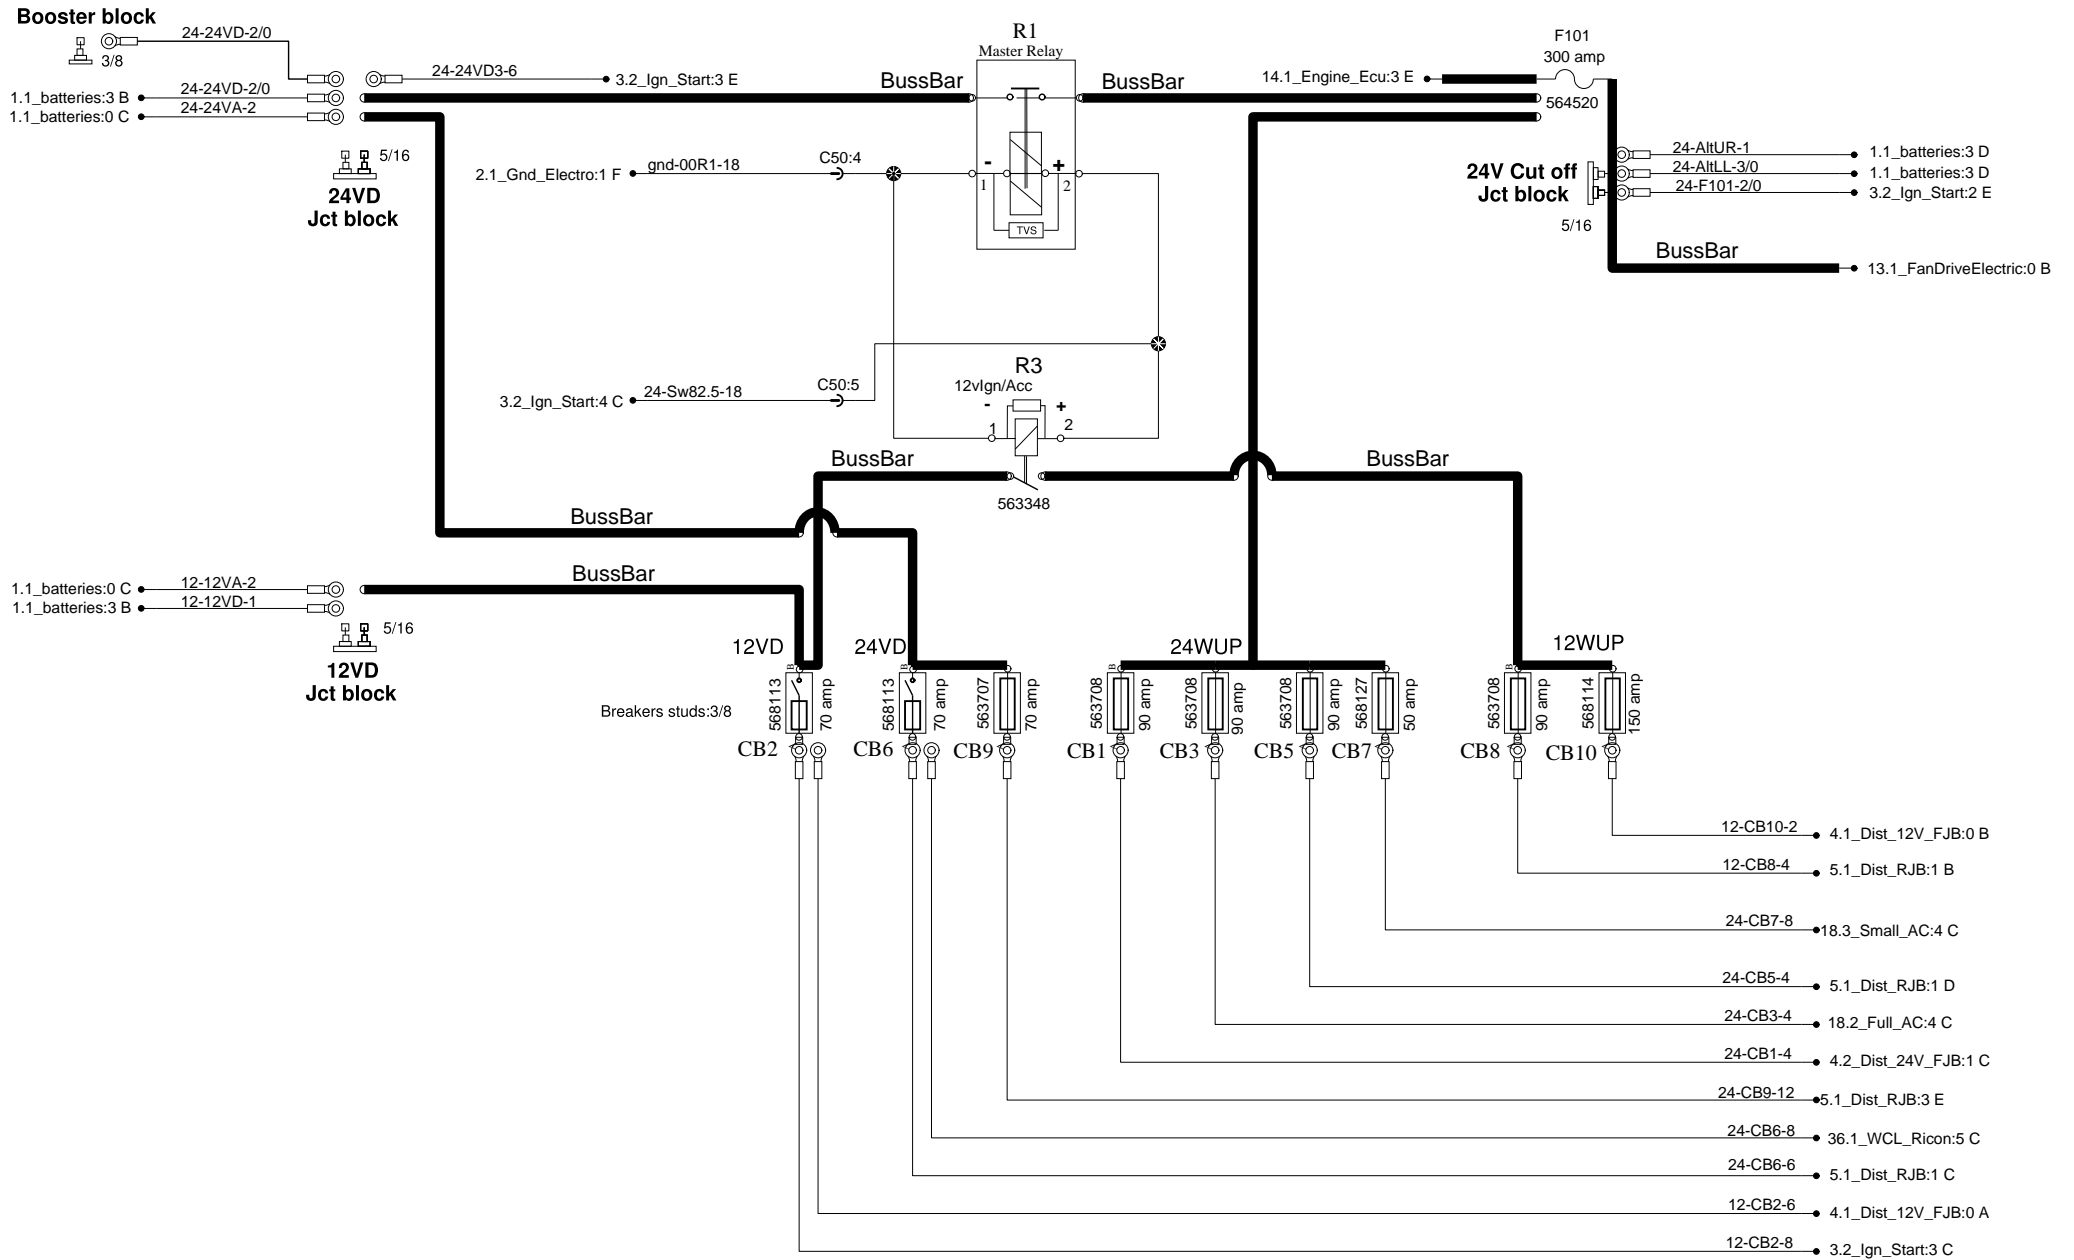 Booster block
24-24VD-2/0
3/8
24-24VD3-6
3.2_Ign_Start:3 E
1.1_batteries:3 B
24-24VD-2/0
1.1_batteries:0 C
24-24VA-2
5/16
24VD
Jct block
BussBar
R1
Master Relay
BussBar
14.1_Engine_Ecu:3 E
F101
300 amp
564520
2.1_Gnd_Electro:1 F
gnd-00R1-18
C50:4
-
+
1
2
TVS
24V Cut off
Jct block
5/16
24-AltUR-1
1.1_batteries:3 D
24-AltLL-3/0
1.1_batteries:3 D
24-F101-2/0
3.2_Ign_Start:2 E
BussBar
13.1_FanDriveElectric:0 B
3.2_Ign_Start:4 C
24-Sw82.5-18
C50:5
R3
12vIgn/Acc
-
+
1
2
563348
BussBar
BussBar
BussBar
1.1_batteries:0 C
12-12VA-2
1.1_batteries:3 B
12-12VD-1
5/16
12VD
Jct block
BussBar
12VD
24VD
24WUP
12WUP
B
B
B
B
Breakers studs:3/8
568113
70 amp
568113
70 amp
563707
70 amp
563708
90 amp
563708
90 amp
563708
90 amp
568127
50 amp
563708
90 amp
568114
150 amp
CB2
CB6
CB9
CB1
CB3
CB5
CB7
CB8
CB10
12-CB10-2
4.1_Dist_12V_FJB:0 B
12-CB8-4
5.1_Dist_RJB:1 B
24-CB7-8
18.3_Small_AC:4 C
24-CB5-4
5.1_Dist_RJB:1 D
24-CB3-4
18.2_Full_AC:4 C
24-CB1-4
4.2_Dist_24V_FJB:1 C
24-CB9-12
5.1_Dist_RJB:3 E
24-CB6-8
36.1_WCL_Ricon:5 C
24-CB6-6
5.1_Dist_RJB:1 C
12-CB2-6
4.1_Dist_12V_FJB:0 A
12-CB2-8
3.2_Ign_Start:3 C